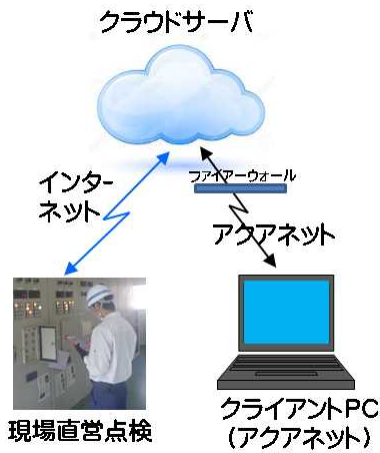 クラウドサーバ
ファイアーウォール
インター
ネット
アクアネット
現場直営点検
クライアントPC
(アクアネット)